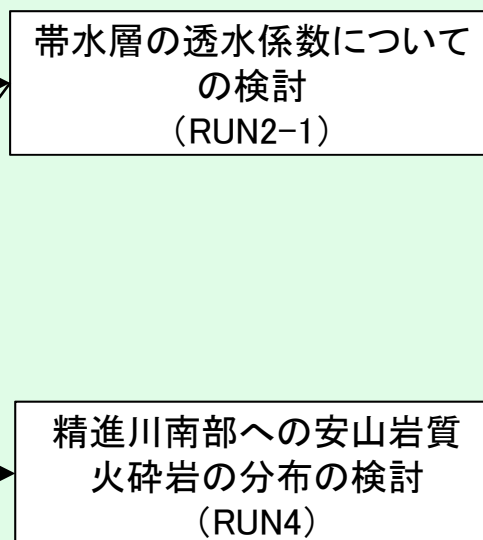 帯水層の透水係数について
の検討
（RUN2-1）
精進川南部への安山岩質
火砕岩の分布の検討
（RUN4）